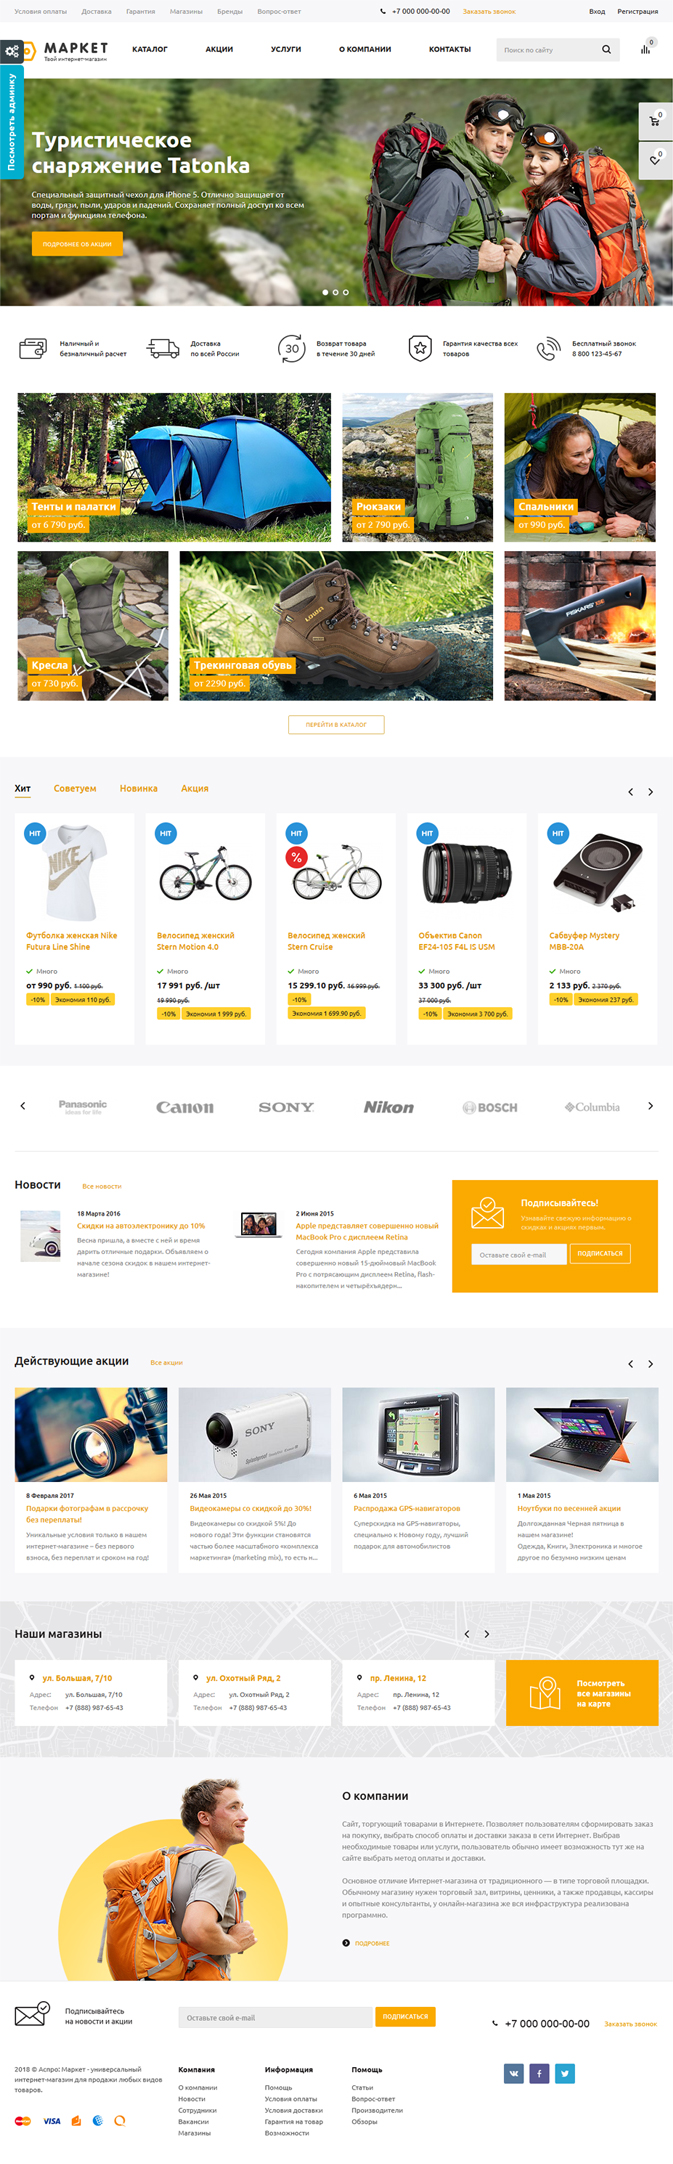 Условия оплаты Доставка Гарантия Магазины Бренды Вопрос-ответ +7 000 000-00-00 Заказать звонок Вход Регистрация
МАРКЕТ
Твой интернет-магазин
КАТАЛОГ АКЦИИ УСЛУГИ О КОМПАНИИ КОНТАКТЫ Поиск по сайту 0
Посмотреть админку
0
0
Туристическое
снаряжение Tatonka
Специальный защитный чехол для iPhone 5. Отлично защищает от
воды, грязи, пыли, ударов и падений. Сохраняет полный доступ ко всем
портам и функциям телефона.
ПОДРОБНЕЕ ОБ АКЦИИ
Наличный и
безналичный расчет
Доставка
по всей России
30
Возврат товара
в течение 30 дней
Гарантия качества всех
товаров
Бесплатный звонок
8 800 123-45-67
Тенты и палатки
от 6 790 руб.
Рюкзаки
от 2 790 руб.
Спальники
от 990 руб.
Кресла
от 730 руб.
LOWA
Трекинговая обувь
от 2290 руб.
FISKARS
ПЕРЕЙТИ В КАТАЛОГ
Хит Советуем Новинка Акция
HIT
NIKE
Футболка женская Nike
Futura Line Shine
Много
от 990 руб. 1 100 руб.
-10% Экономия 110 руб.
HIT
Велосипед женский
Stern Motion 4.0
Много
17 991 руб. /шт
19 990 руб.
-10% Экономия 1 999 руб.
HIT
%
Велосипед женский
Stern Cruise
Много
15 299.10 руб. 16 999 руб.
-10%
Экономия 1 699.90 руб.
HIT
Объектив Canon
EF24-105 F4L IS USM
Много
33 300 руб. /шт
37 000 руб.
-10% Экономия 3 700 руб.
HIT
Сабвуфер Mystery
MBB-20A
Много
2 133 руб. 2 370 руб.
-10% Экономия 237 руб.
Panasonic
ideas for life
Canon
SONY
Nikon
BOSCH
Columbia
Новости Все новости
18 Марта 2016
Скидки на автоэлектронику до 10%
Весна пришла, а вместе с ней и время
дарить отличные подарки. Объявляем о
начале сезона скидок в нашем интернет-
магазине!
2 Июня 2015
Apple представляет совершенно новый
MacBook Pro с дисплеем Retina
Сегодня компания Apple представила
совершенно новый 15-дюймовый MacBook
Pro с потрясающим дисплеем Retina, flash-
накопителем и четырёхъядерн...
Подписывайтесь!
Узнавайте свежую информацию о
скидках и акциях первым.
Оставьте свой e-mail ПОДПИСАТЬСЯ
Действующие акции Все акции
8 Февраля 2017
Подарки фотографам в рассрочку
без переплаты!
Уникальные условия только в нашем
интернет-магазине – без первого
взноса, без переплат и сроком на год!
SONY
26 Мая 2015
Видеокамеры со скидкой до 30%!
Видеокамеры со скидкой 5%! До
нового года! Эти функции становятся
частью более масштабного «комплекса
маркетинга» (marketing mix), то есть н...
6 Мая 2015
Распродажа GPS-навигаторов
Суперскидка на GPS-навигаторы,
специально к Новому году, лучший
подарок для автомобилистов
1 Мая 2015
Ноутбуки по весенней акции
Долгожданная Черная пятница в
нашем магазине!
Одежда, Книги, Электроника и многое
другое по безумно низким ценам
Наши магазины
ул. Большая, 7/10
Адрес: ул. Большая, 7/10
Телефон +7 (888) 987-65-43
ул. Охотный Ряд, 2
Адрес: ул. Охотный Ряд, 2
Телефон +7 (888) 987-65-43
пр. Ленина, 12
Адрес: пр. Ленина, 12
Телефон +7 (888) 987-65-43
Посмотреть
все магазины
на карте
О компании
Сайт, торгующий товарами в Интернете. Позволяет пользователям сформировать заказ
на покупку, выбрать способ оплаты и доставки заказа в сети Интернет. Выбрав
необходимые товары или услуги, пользователь обычно имеет возможность тут же на
сайте выбрать метод оплаты и доставки.
Основное отличие Интернет-магазина от традиционного — в типе торговой площадки.
Обычному магазину нужен торговый зал, витрины, ценники, а также продавцы, кассиры
и опытные консультанты, у онлайн-магазина же вся инфраструктура реализована
программно.
ПОДРОБНЕЕ
Подписывайтесь
на новости и акции
Оставьте свой e-mail ПОДПИСАТЬСЯ
+7 000 000-00-00 Заказать звонок
2018 © Аспро: Маркет - универсальный
интернет-магазин для продажи любых видов
товаров.
VISA
Компания
О компании
Новости
Сотрудники
Вакансии
Магазины
Информация
Помощь
Условия оплаты
Условия доставки
Гарантия на товар
Возможности
Помощь
Статьи
Вопрос-ответ
Производители
Обзоры